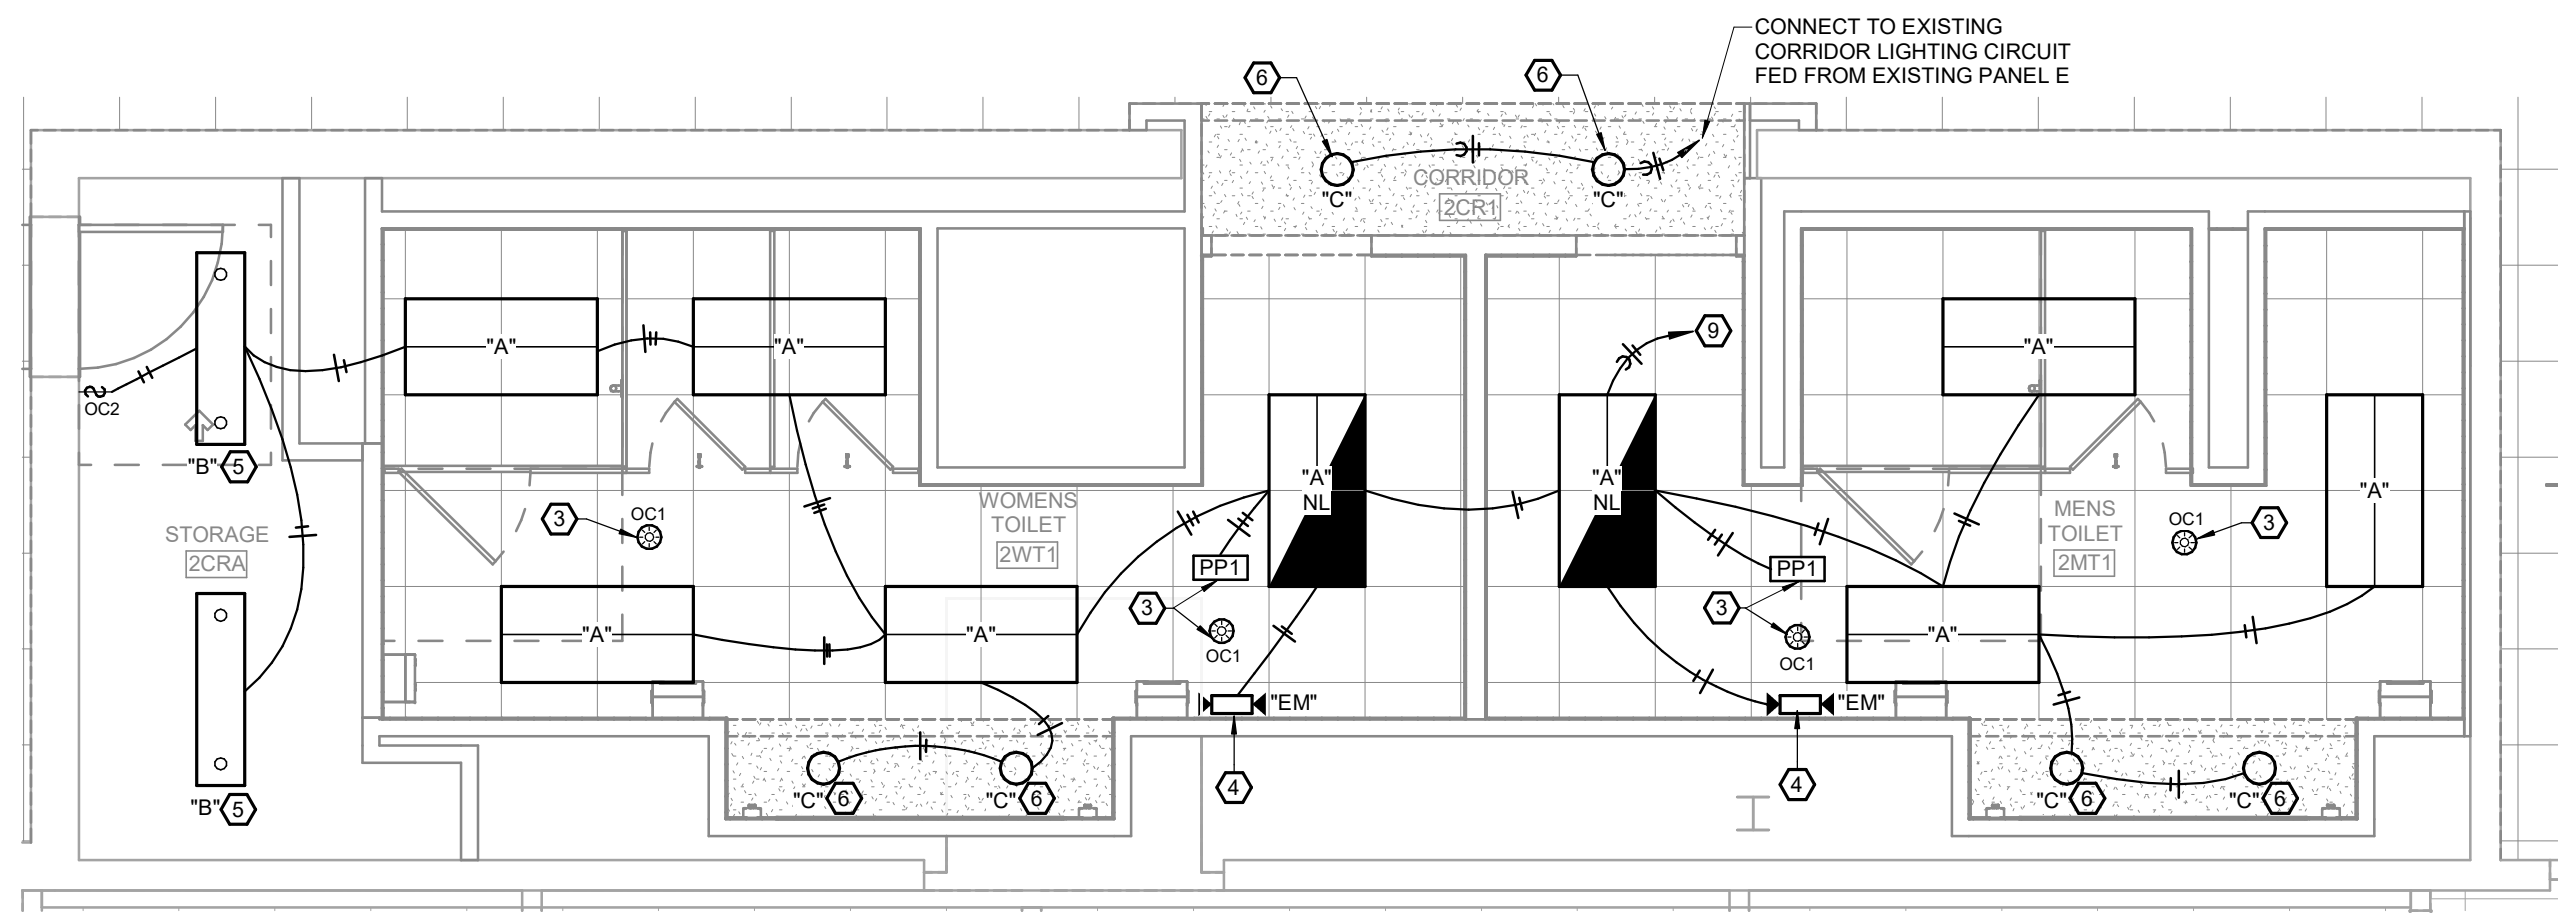 CONNECT TO EXISTING
CORRIDOR LIGHTING CIRCUIT
FED FROM EXISTING PANEL E
6
6
CORRIDOR
"C"
"C"
2CR1
9
"A"
"A"
"A"
OC2
"B" 5
"A"
NL
"A"
NL
"A"
WOMENS
TOILET
2WT1
MENS
TOILET
2MT1
3
OC1
OC1
3
STORAGE
2CRA
PP1
PP1
3
3
"A"
"A"
"A"
OC1
OC1
"EM"
"EM"
4
4
"B" 5
"C" 6
"C" 6
"C" 6
"C" 6